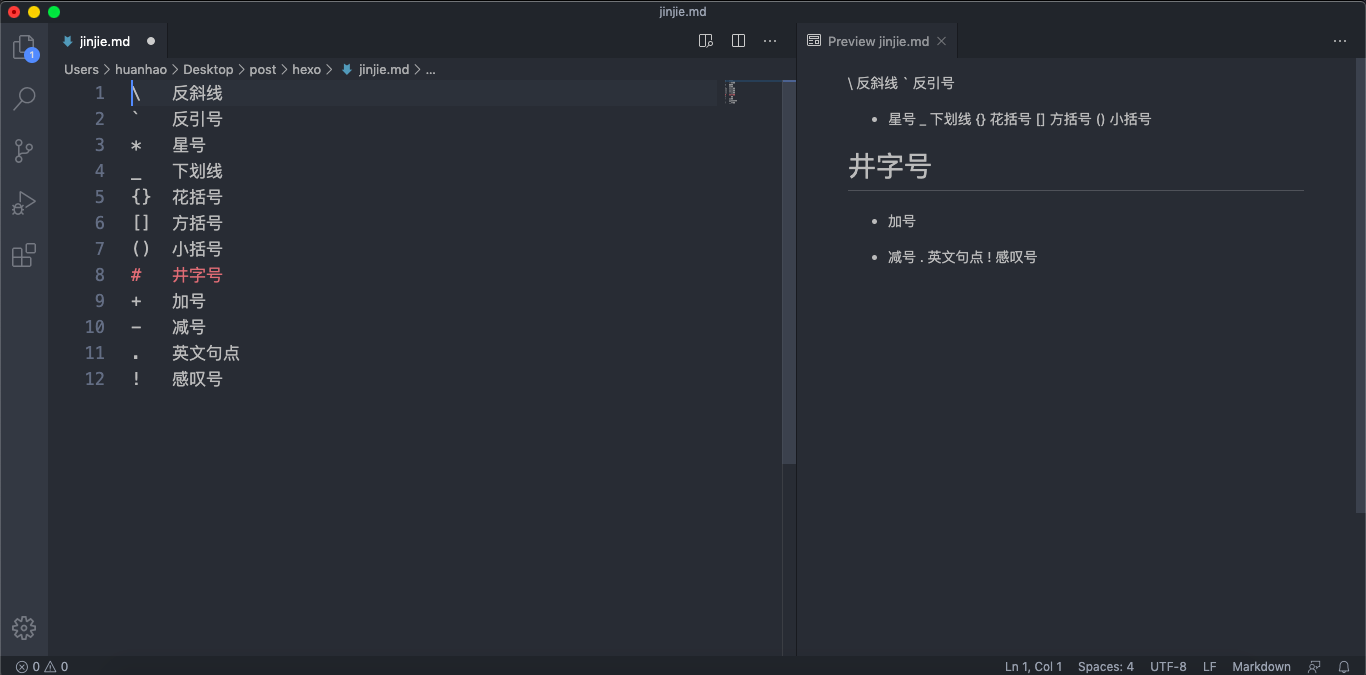 jinjie.md
1
jinjie.md
Preview jinjie.md
Users > huanhao > Desktop > post > hexo > jinjie.md > ...
1 \ 反斜线
2 ` 反引号
3 * 星号
4 _ 下划线
5 {} 花括号
6 [] 方括号
7 () 小括号
8 # 井字号
9 + 加号
10 - 减号
11 . 英文句点
12 ! 感叹号
\ 反斜线 ` 反引号
• 星号 _ 下划线 {} 花括号 [] 方括号 () 小括号
井字号
• 加号
• 减号 . 英文句点 ! 感叹号
0 0 Ln 1, Col 1 Spaces: 4 UTF-8 LF Markdown